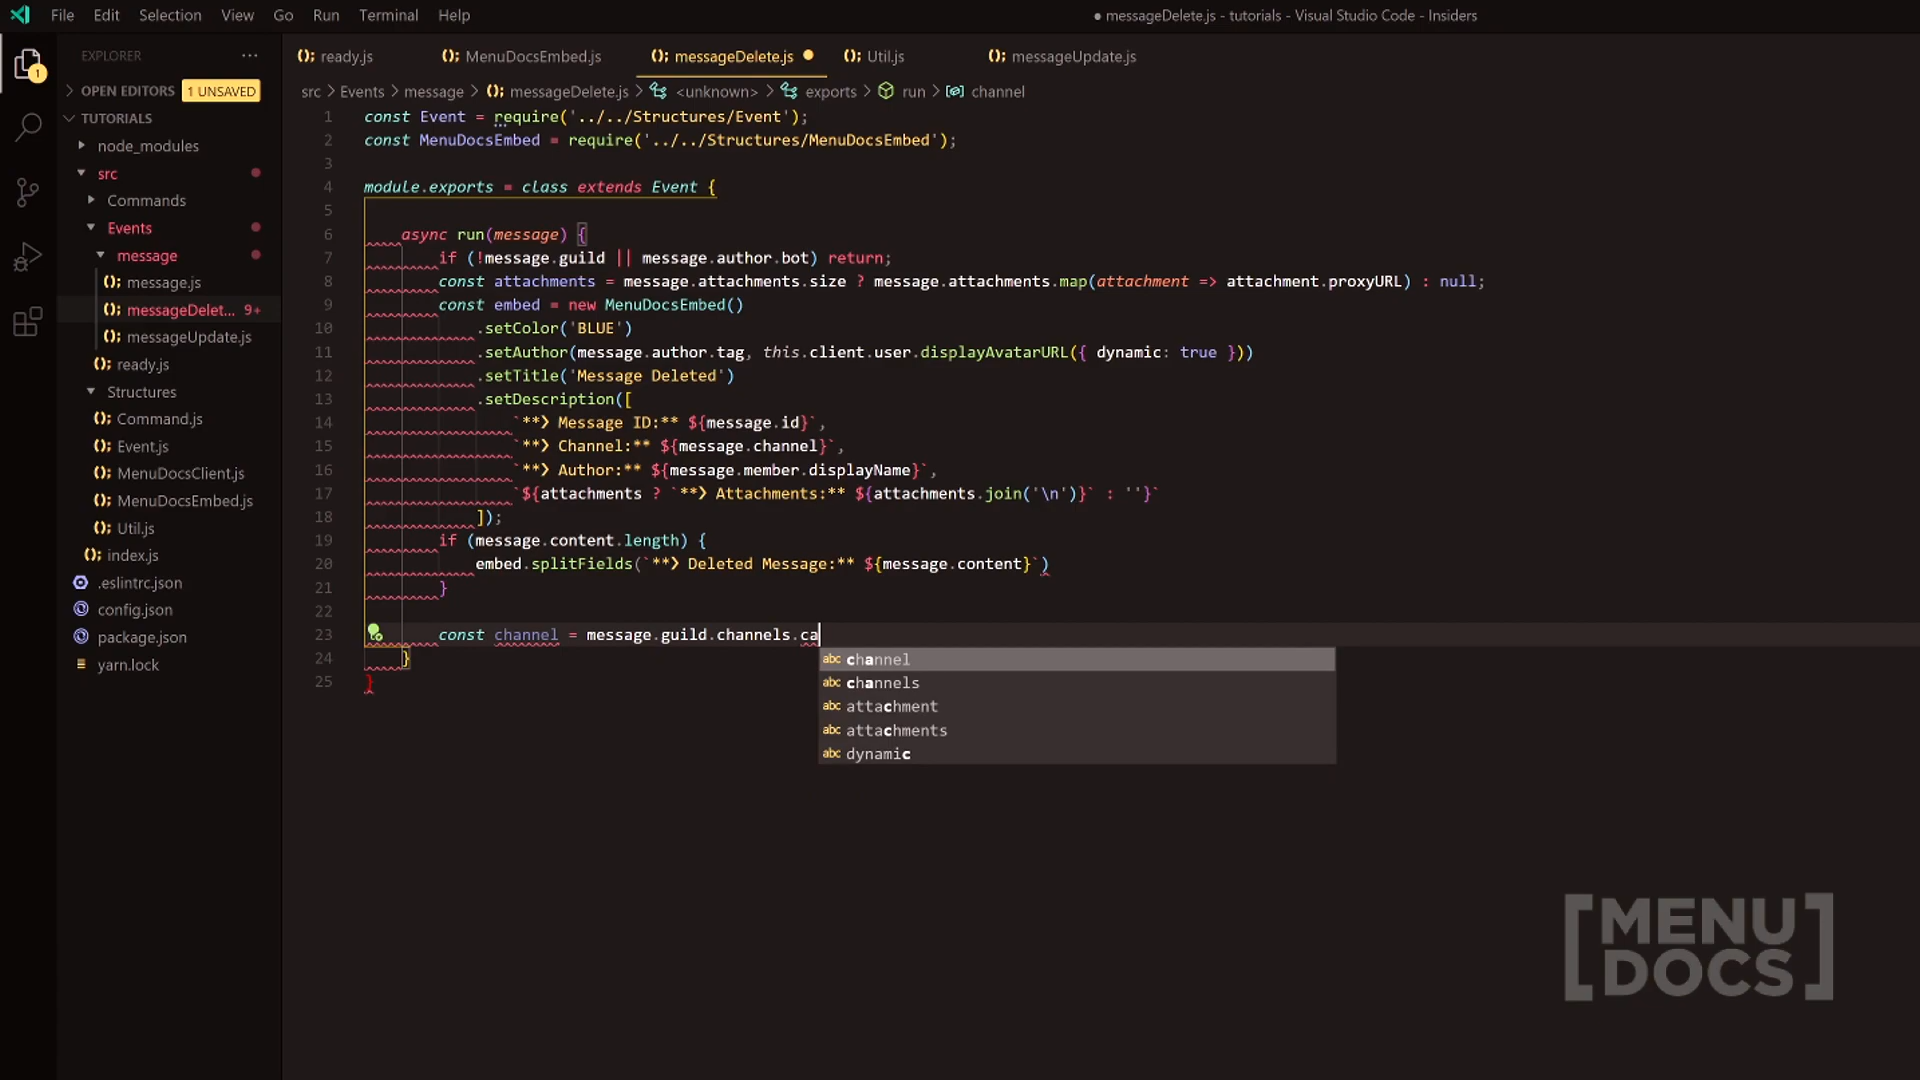 File Edit Selection View Go Run Terminal Help
● messageDelete.js - tutorials - Visual Studio Code - Insiders
1
EXPLORER ···
OPEN EDITORS 1 UNSAVED
TUTORIALS
node_modules
src
Commands
Events
message
message.js
messageDelet... 9+
messageUpdate.js
ready.js
Structures
Command.js
Event.js
MenuDocsClient.js
MenuDocsEmbed.js
Util.js
index.js
.eslintrc.json
config.json
package.json
yarn.lock
ready.js MenuDocsEmbed.js messageDelete.js ● Util.js messageUpdate.js
src > Events > message > messageDelete.js > <unknown> > exports > run > channel
1 const Event = require('../../Structures/Event');
2 const MenuDocsEmbed = require('../../Structures/MenuDocsEmbed');
3
4 module.exports = class extends Event {
5
6 async run(message) {
7 if (!message.guild || message.author.bot) return;
8 const attachments = message.attachments.size ? message.attachments.map(attachment => attachment.proxyURL) : null;
9 const embed = new MenuDocsEmbed()
10 .setColor('BLUE')
11 .setAuthor(message.author.tag, this.client.user.displayAvatarURL({ dynamic: true }))
12 .setTitle('Message Deleted')
13 .setDescription([
14 `**❯ Message ID:** ${message.id}`,
15 `**❯ Channel:** ${message.channel}`,
16 `**❯ Author:** ${message.member.displayName}`,
17 `${attachments ? `**❯ Attachments:** ${attachments.join('\n')}` : ''}`
18 ]);
19 if (message.content.length) {
20 embed.splitFields(`**❯ Deleted Message:** ${message.content}`)
21 }
22
23 const channel = message.guild.channels.ca
24 }
25 }
abc channel
abc channels
abc attachment
abc attachments
abc dynamic
[MENU
DOCS]